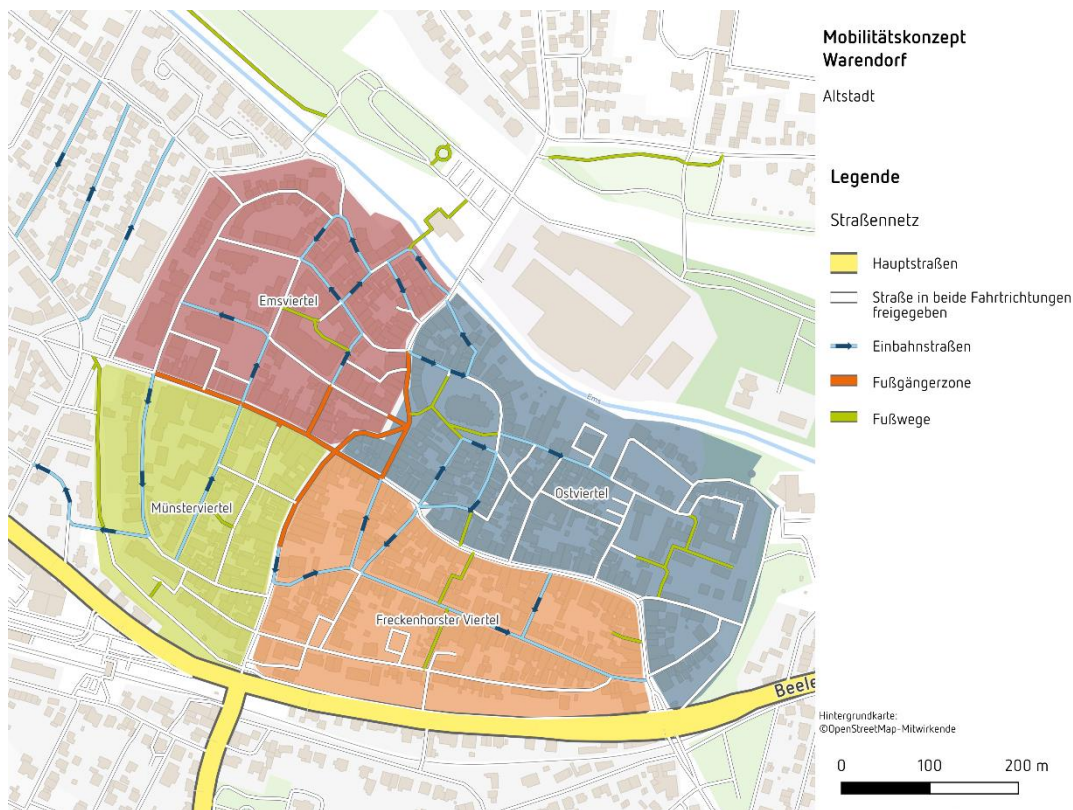 Mobilitätskonzept
Warendorf
Altstadt
Legende
Straßennetz
Hauptstraßen
Straße in beide Fahrtrichtungen
freigegeben
Einbahnstraßen
Fußgängerzone
Fußwege
Emsviertel
Ems
Münsterviertel
Ostviertel
Freckenhorster Viertel
Beele
Hintergrundkarte:
©OpenStreetMap-Mitwirkende
0 100 200 m